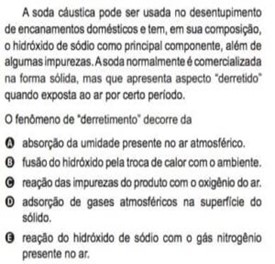 A soda cáustica pode ser usada no desentupimento
de encanamentos domésticos e tem, em sua composição,
o hidróxido de sódio como principal componente, além de
algumas impurezas. A soda normalmente é comercializada
na forma sólida, mas que apresenta aspecto "derretido"
quando exposta ao ar por certo período.
O fenômeno de "derretimento" decorre da
A absorção da umidade presente no ar atmosférico.
B fusão do hidróxido pela troca de calor com o ambiente.
C reação das impurezas do produto com o oxigênio do ar.
D adsorção de gases atmosféricos na superfície do
sólido.
E reação do hidróxido de sódio com o gás nitrogênio
presente no ar.